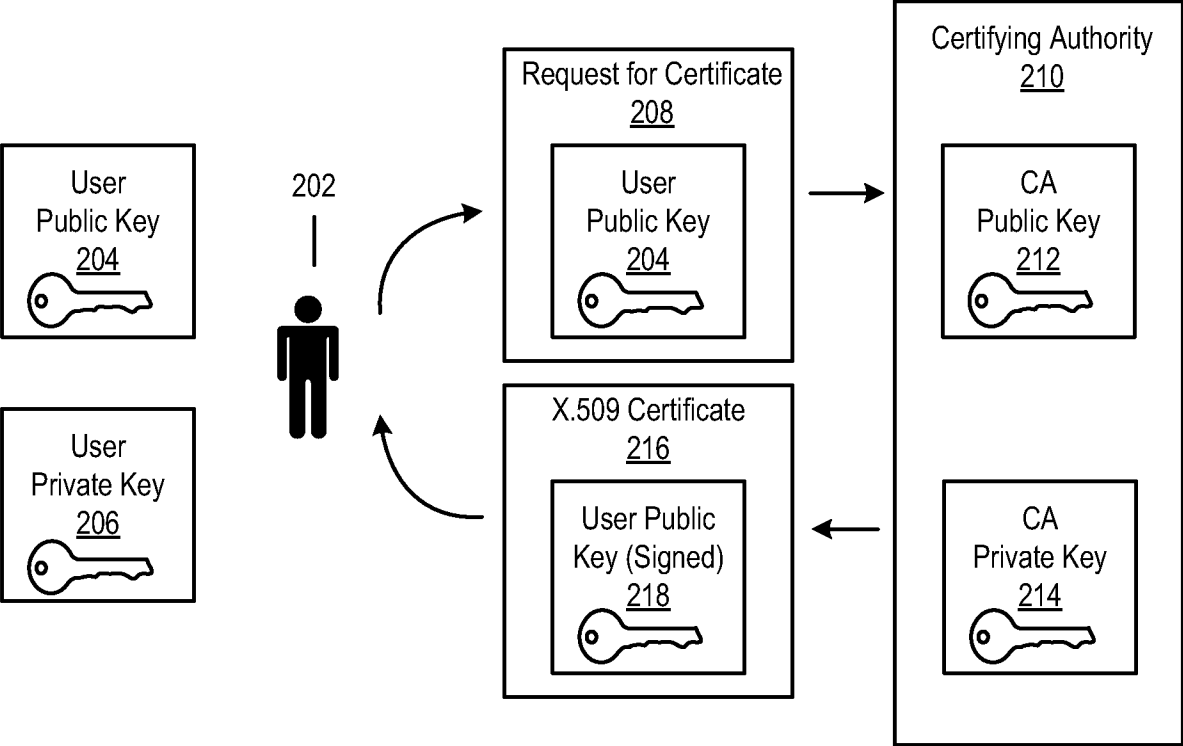 User
Public Key
204
User
Private Key
206
202
Request for Certificate
208
User
Public Key
204
X.509 Certificate
216
User Public
Key (Signed)
218
Certifying Authority
210
CA
Public Key
212
CA
Private Key
214